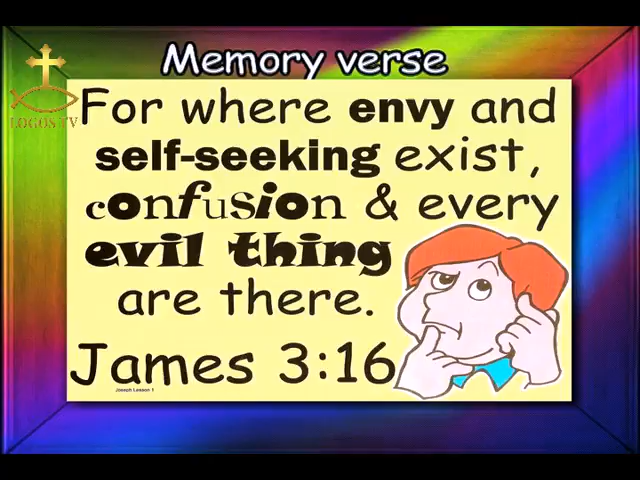 Memory verse
LOGOS TV
For where envy and
self-seeking exist,
confusion & every
evil thing
are there.
James 3:16
Joseph Lesson 1